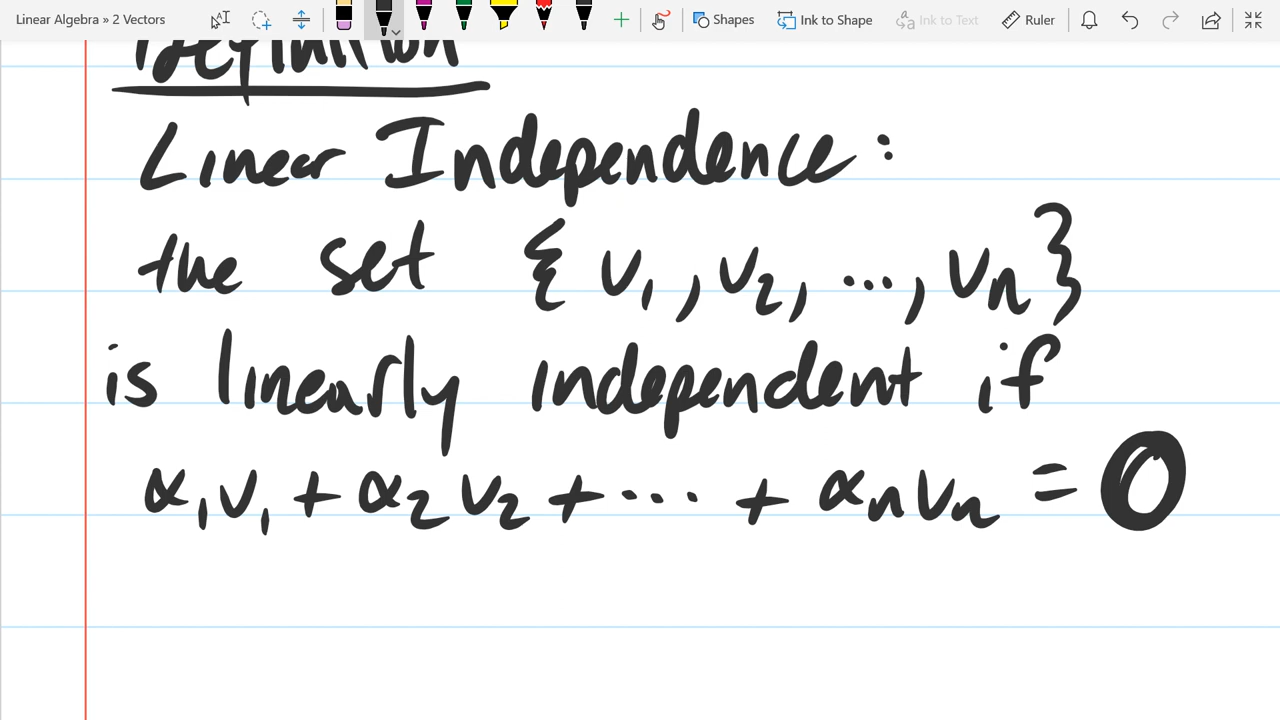 Linear Algebra » 2 Vectors
Shapes
Ink to Shape
Ink to Text
Ruler
Definition
Linear Independence:
the set { v₁, v₂, ..., vₙ}
is linearly independent if
α₁v₁ + α₂v₂ + ... + αₙvₙ = 0